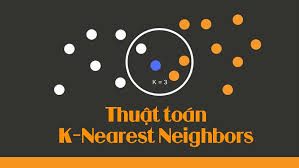 K = 3
Thuật toán
K-Nearest Neighbors